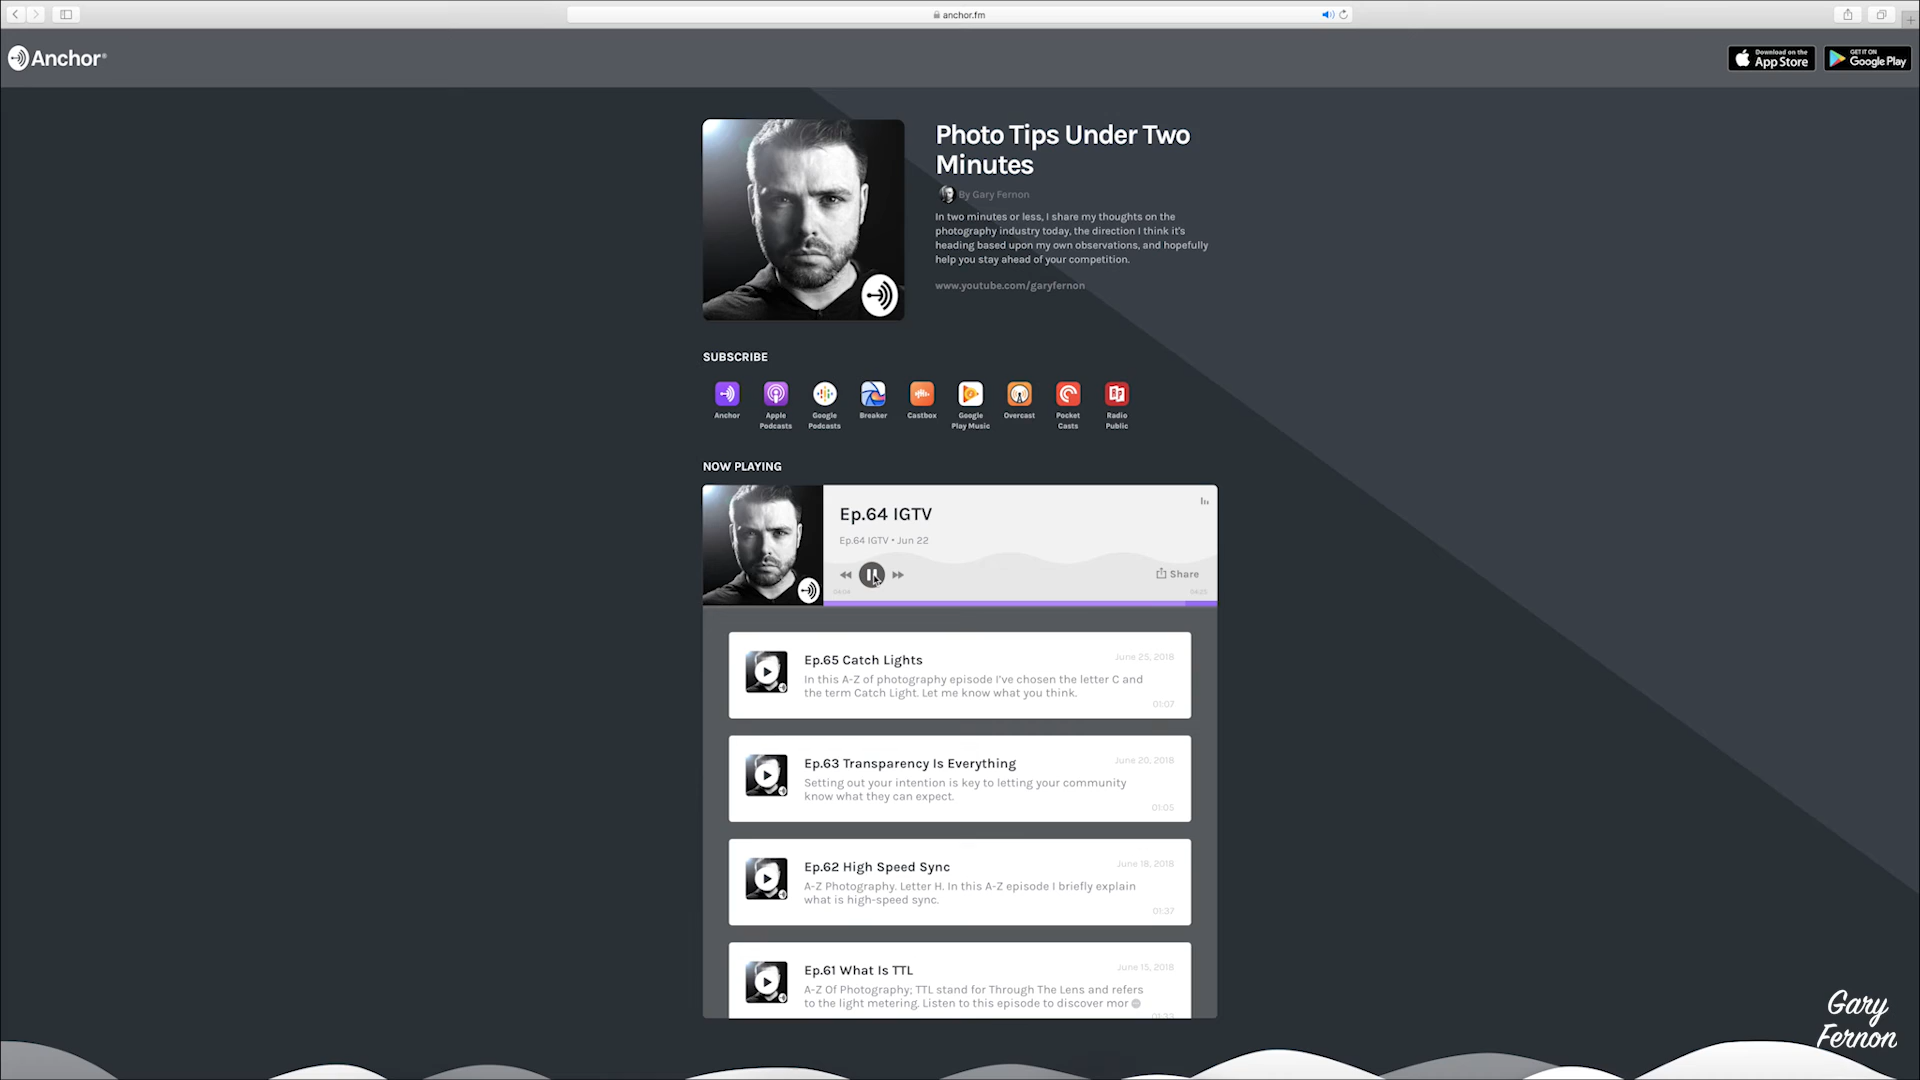 anchor.fm
Anchor®
Download on the
App Store
GET IT ON
Google Play
Photo Tips Under Two
Minutes
By Gary Fernon
In two minutes or less, I share my thoughts on the
photography industry today, the direction I think it's
heading based upon my own observations, and hopefully
help you stay ahead of your competition.
www.youtube.com/garyfernon
SUBSCRIBE
Anchor
Apple
Podcasts
Google
Podcasts
Breaker
Castbox
Google
Play Music
Overcast
Pocket
Casts
Radio
Public
NOW PLAYING
Ep.64 IGTV
Ep.64 IGTV • Jun 22
Share
04:04
04:25
Ep.65 Catch Lights
June 25, 2018
In this A-Z of photography episode I've chosen the letter C and
the term Catch Light. Let me know what you think.
01:07
Ep.63 Transparency Is Everything
June 20, 2018
Setting out your intention is key to letting your community
know what they can expect.
01:05
Ep.62 High Speed Sync
June 18, 2018
A-Z Photography. Letter H. In this A-Z episode I briefly explain
what is high-speed sync.
01:37
Ep.61 What Is TTL
June 15, 2018
A-Z Of Photography; TTL stand for Through The Lens and refers
to the light metering. Listen to this episode to discover mor
01:33
Gary
Fernon